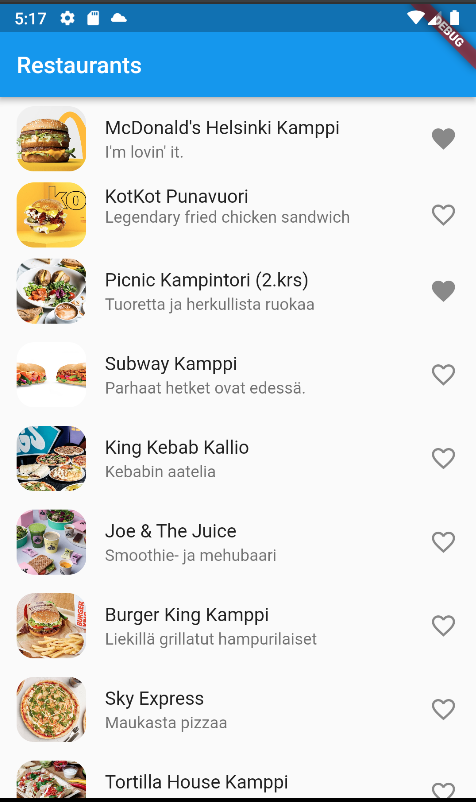 5:17
DEBUG
Restaurants
McDonald's Helsinki Kamppi
I'm lovin' it.
ko
KotKot Punavuori
Legendary fried chicken sandwich
Picnic Kampintori (2.krs)
Tuoretta ja herkullista ruokaa
Subway Kamppi
Parhaat hetket ovat edessä.
King Kebab Kallio
Kebabin aatelia
Joe & The Juice
Smoothie- ja mehubaari
Burger King Kamppi
Liekillä grillatut hampurilaiset
Sky Express
Maukasta pizzaa
Tortilla House Kamppi